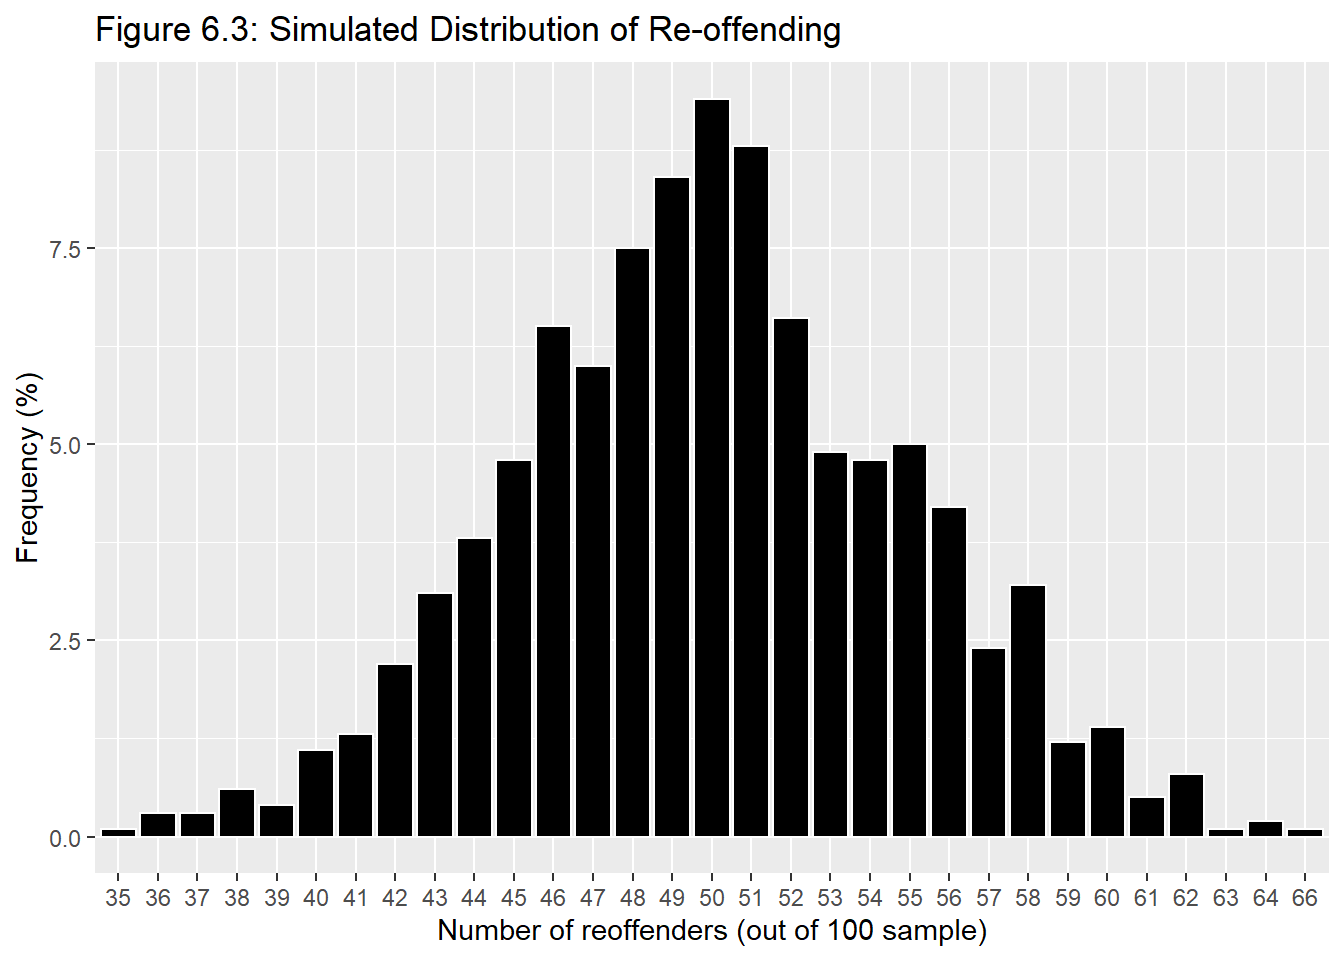 Figure 6.3: Simulated Distribution of Re-offending
Frequency (%)
7.5
5.0
2.5
0.0
35 36 37 38 39 40 41 42 43 44 45 46 47 48 49 50 51 52 53 54 55 56 57 58 59 60 61 62 63 64 66
Number of reoffenders (out of 100 sample)